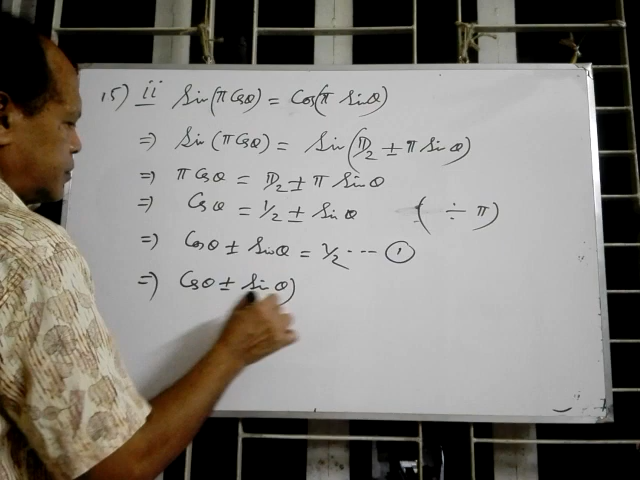 15) ii Sin(π Cosθ) = Cos(π Sinθ)
=) Sin (π Cosθ) = Sin(π/2 ± π Sinθ)
=) π Cosθ = π/2 ± π Sinθ
=) Cosθ = 1/2 ± Sinθ ( ÷ π)
=) Cosθ ± Sinθ = 1/2 --- ①
=) Cosθ ± Sinθ)